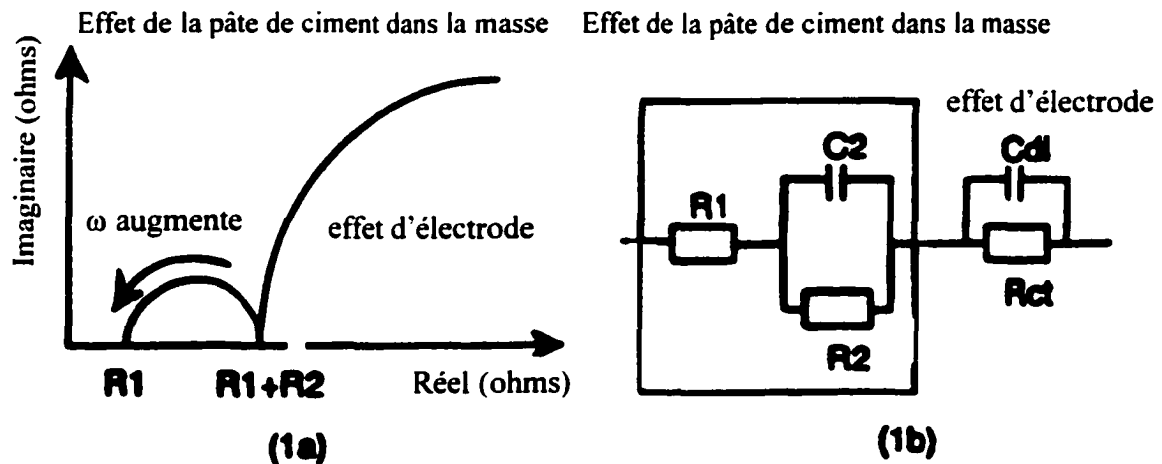 Effet de la pâte de ciment dans la masse
Imaginaire (ohms)
ω augmente
effet d'électrode
R1
R1+R2
Réel (ohms)
(1a)
Effet de la pâte de ciment dans la masse
effet d'électrode
C2
Cdl
R1
R2
Rct
(1b)